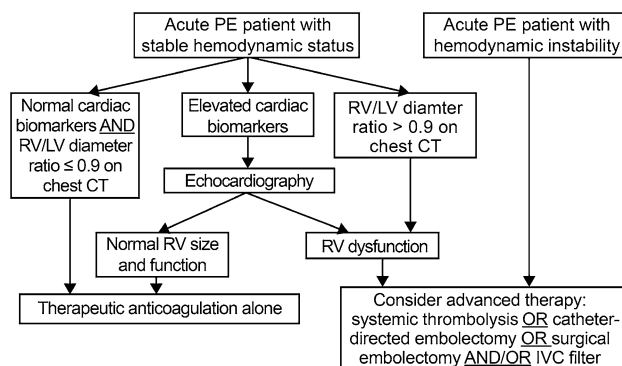 Acute PE patient with
stable hemodynamic status
Acute PE patient with
hemodynamic instability
Normal cardiac
biomarkers AND
RV/LV diameter
ratio ≤ 0.9 on
chest CT
Elevated cardiac
biomarkers
RV/LV diamter
ratio > 0.9 on
chest CT
Echocardiography
Normal RV size
and function
RV dysfunction
Therapeutic anticoagulation alone
Consider advanced therapy:
systemic thrombolysis OR catheter-
directed embolectomy OR surgical
embolectomy AND/OR IVC filter